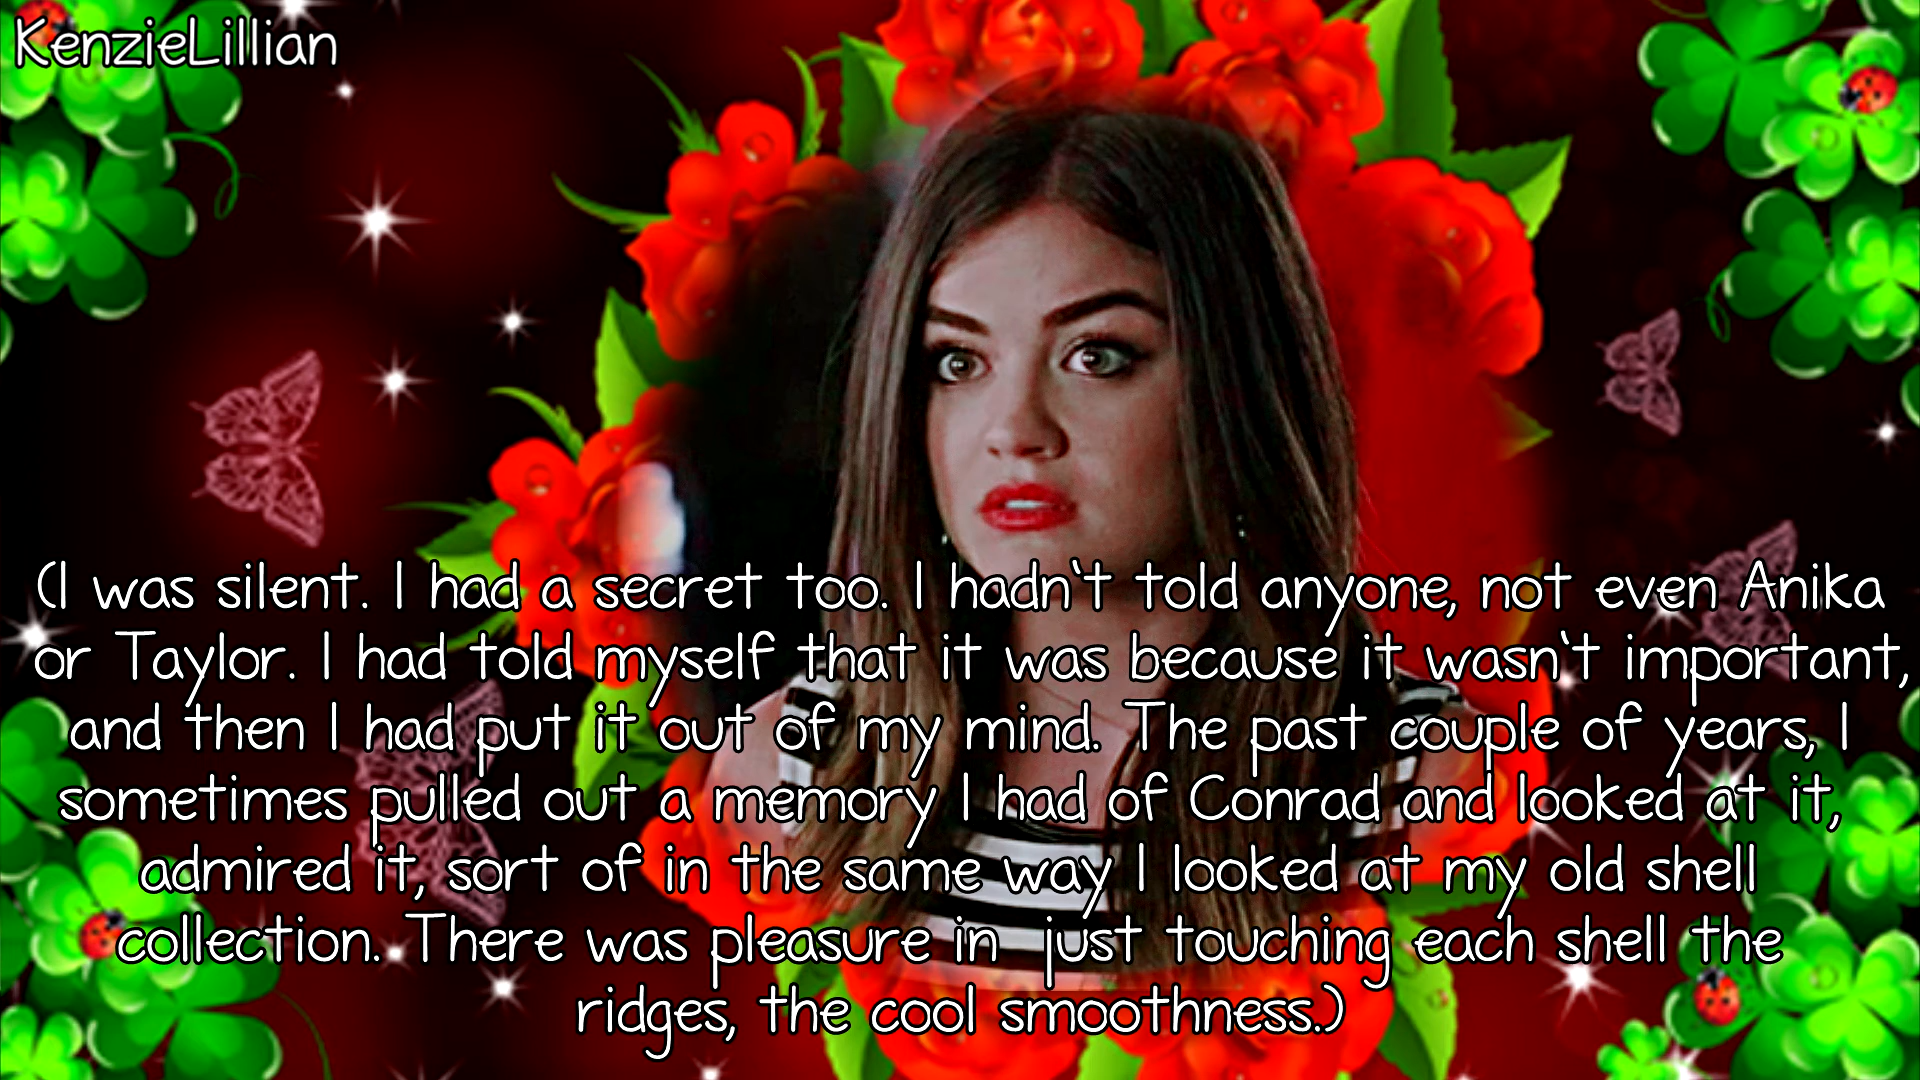 KenzieLillian
(I was silent. I had a secret too. I hadn't told anyone, not even Anika
or Taylor. I had told myself that it was because it wasn't important,
and then I had put it out of my mind. The past couple of years, I
sometimes pulled out a memory I had of Conrad and looked at it,
admired it, sort of in the same way I looked at my old shell
collection. There was pleasure in  just touching each shell the
ridges, the cool smoothness.)